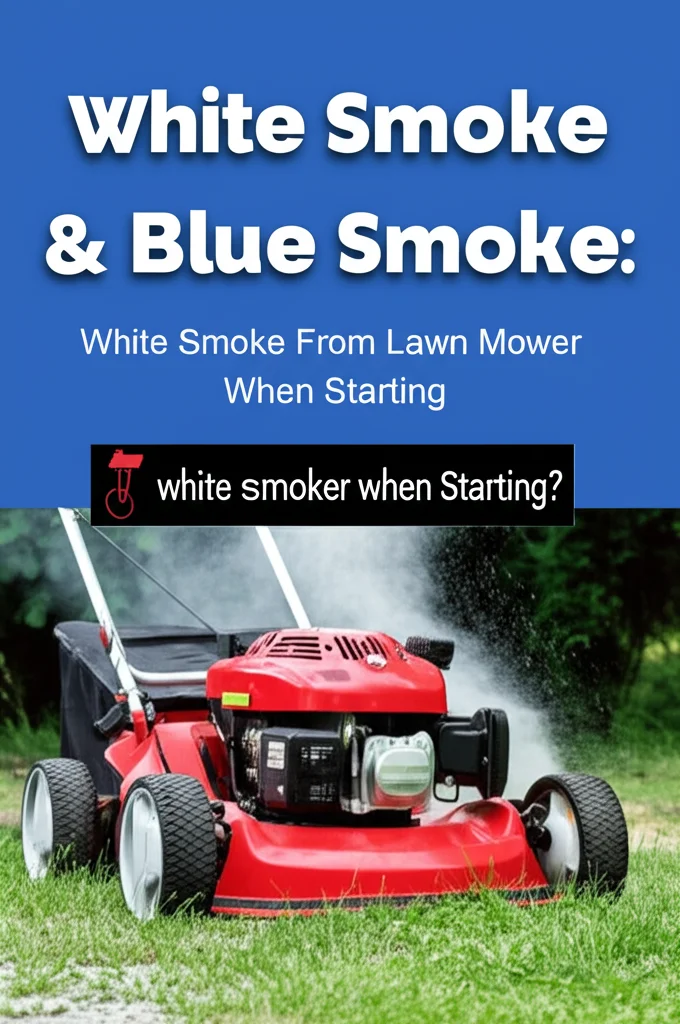 White Smoke
& Blue Smoke:
White Smoke From Lawn Mower
When Starting
white smoker when Starting?